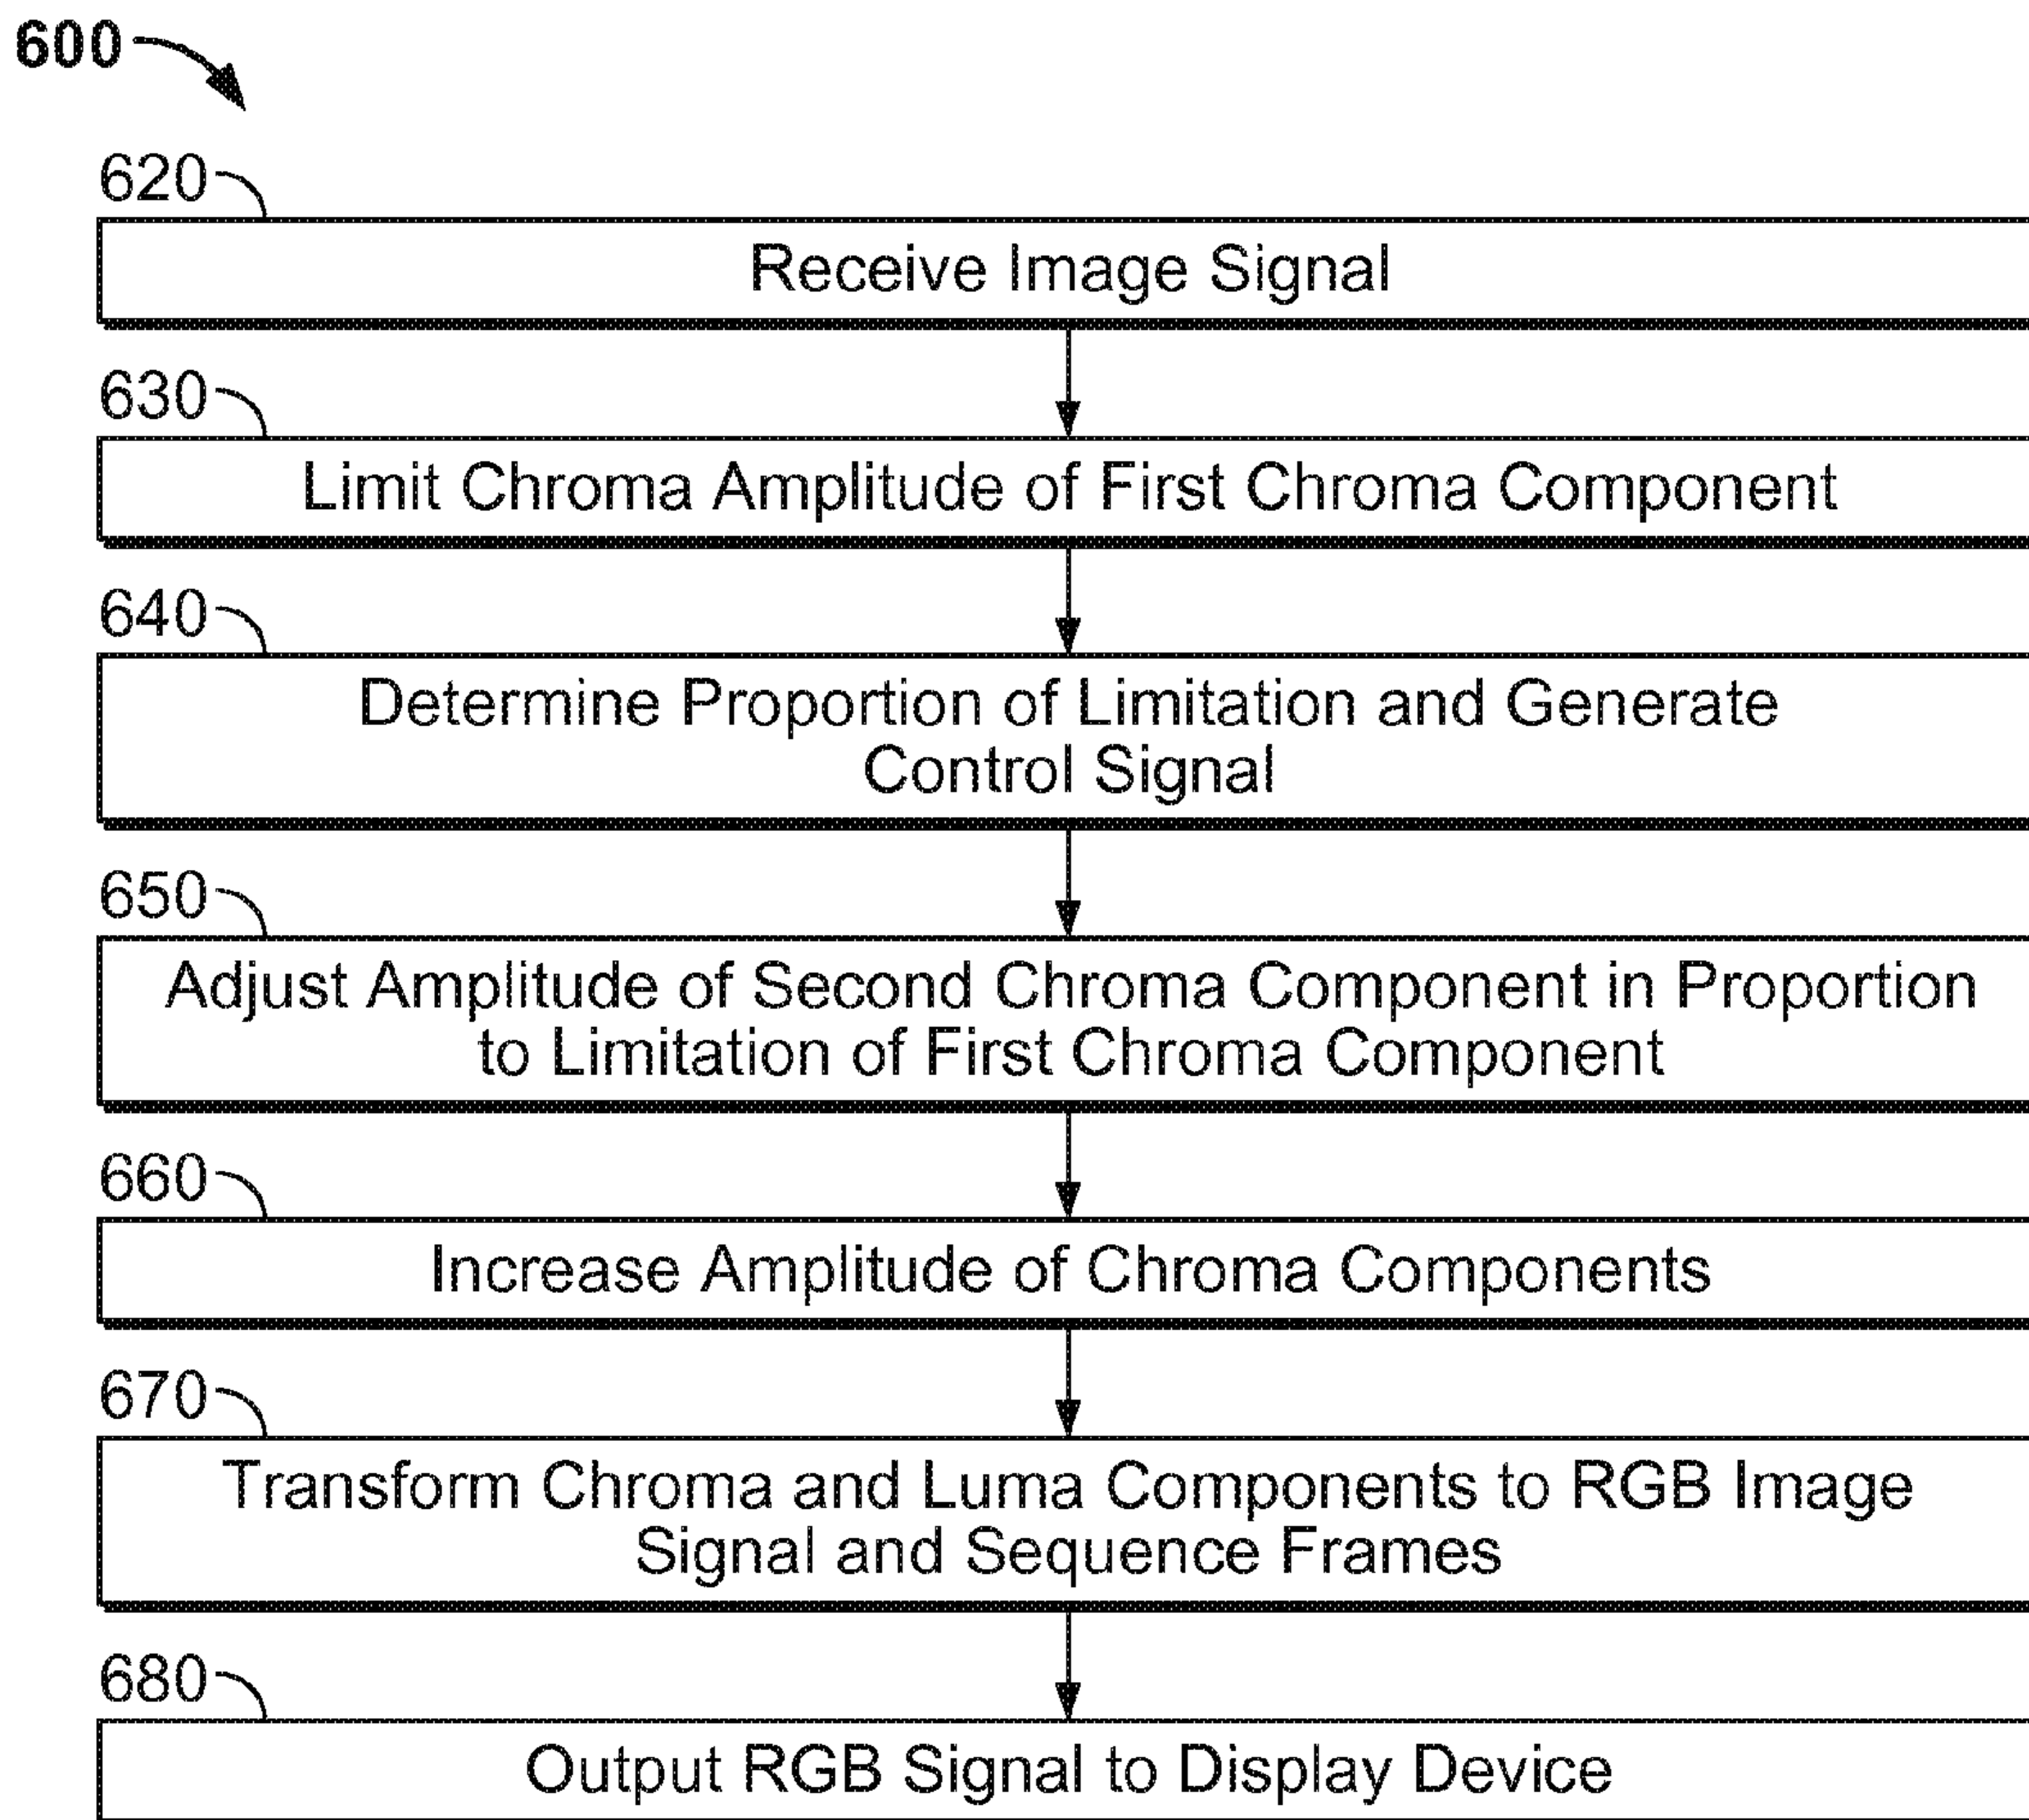 600
620
Receive Image Signal
630
Limit Chroma Amplitude of First Chroma Component
640
Determine Proportion of Limitation and Generate
Control Signal
650
Adjust Amplitude of Second Chroma Component in Proportion
to Limitation of First Chroma Component
660
Increase Amplitude of Chroma Components
670
Transform Chroma and Luma Components to RGB Image
Signal and Sequence Frames
680
Output RGB Signal to Display Device